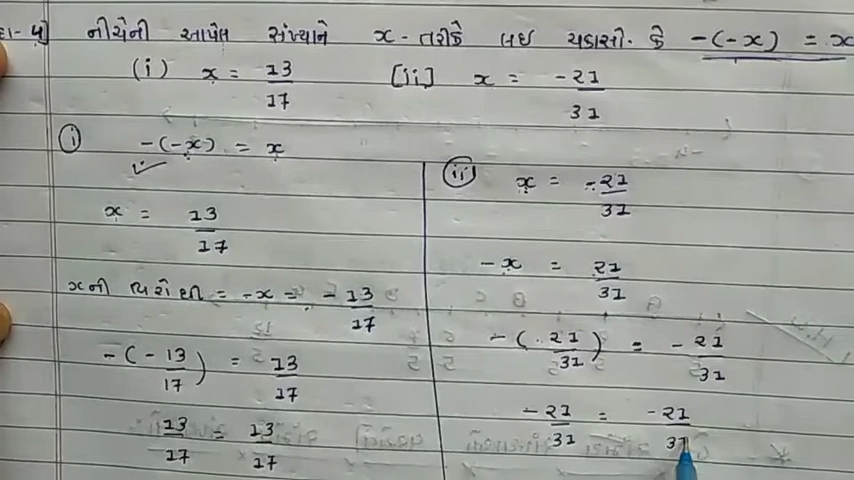 દા-4] નીચેની આપેલ સંખ્યાને x - તરીકે લઇ ચકાસો. કે -(-x) = x
(i) x = 13/17 [ii] x = -21/31
(i) -(-x) = x
x = 13/17
xની વિરોધી = -x = -13/17
-(-13/17) = 13/17
13/17 = 13/17
(ii) x = -21/31
-x = 21/31
-(21/31) = -21/31
-21/31 = -21/31